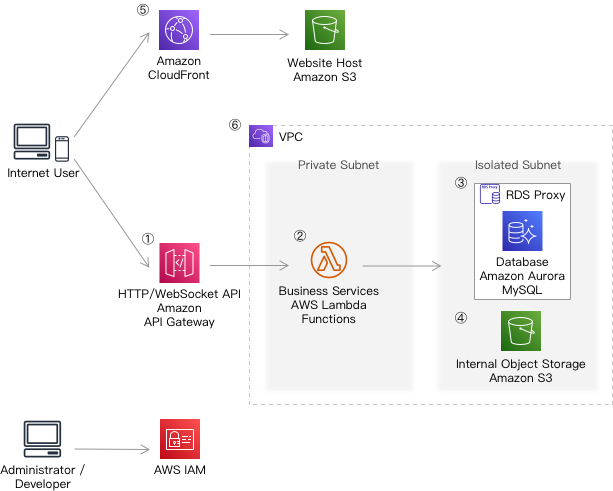 ⑤
Amazon
CloudFront
Website Host
Amazon S3
Internet User
⑥
VPC
Private Subnet
Isolated Subnet
①
HTTP/WebSocket API
Amazon
API Gateway
②
Business Services
AWS Lambda
Functions
③
RDS Proxy
RDS Proxy
Database
Amazon Aurora
MySQL
④
Internal Object Storage
Amazon S3
Administrator /
Developer
AWS IAM